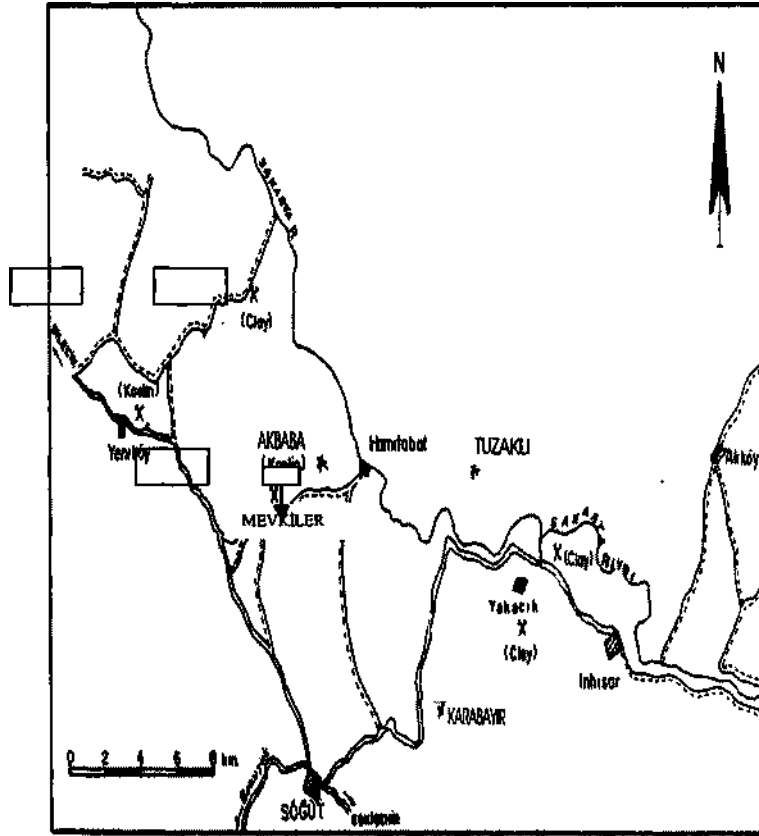 N
SAKARYA R
X
(Clay)
(Kaolin)
X
Yeniköy
AKBABA
(Kaolin)
Hamitabat
TUZAKLI
Akköy
X
MEVKİLER
X (Clay)
Yakacık
X
(Clay)
İnhisar
KARABAYIR
0 2 4 6 8 km
SÖĞÜT